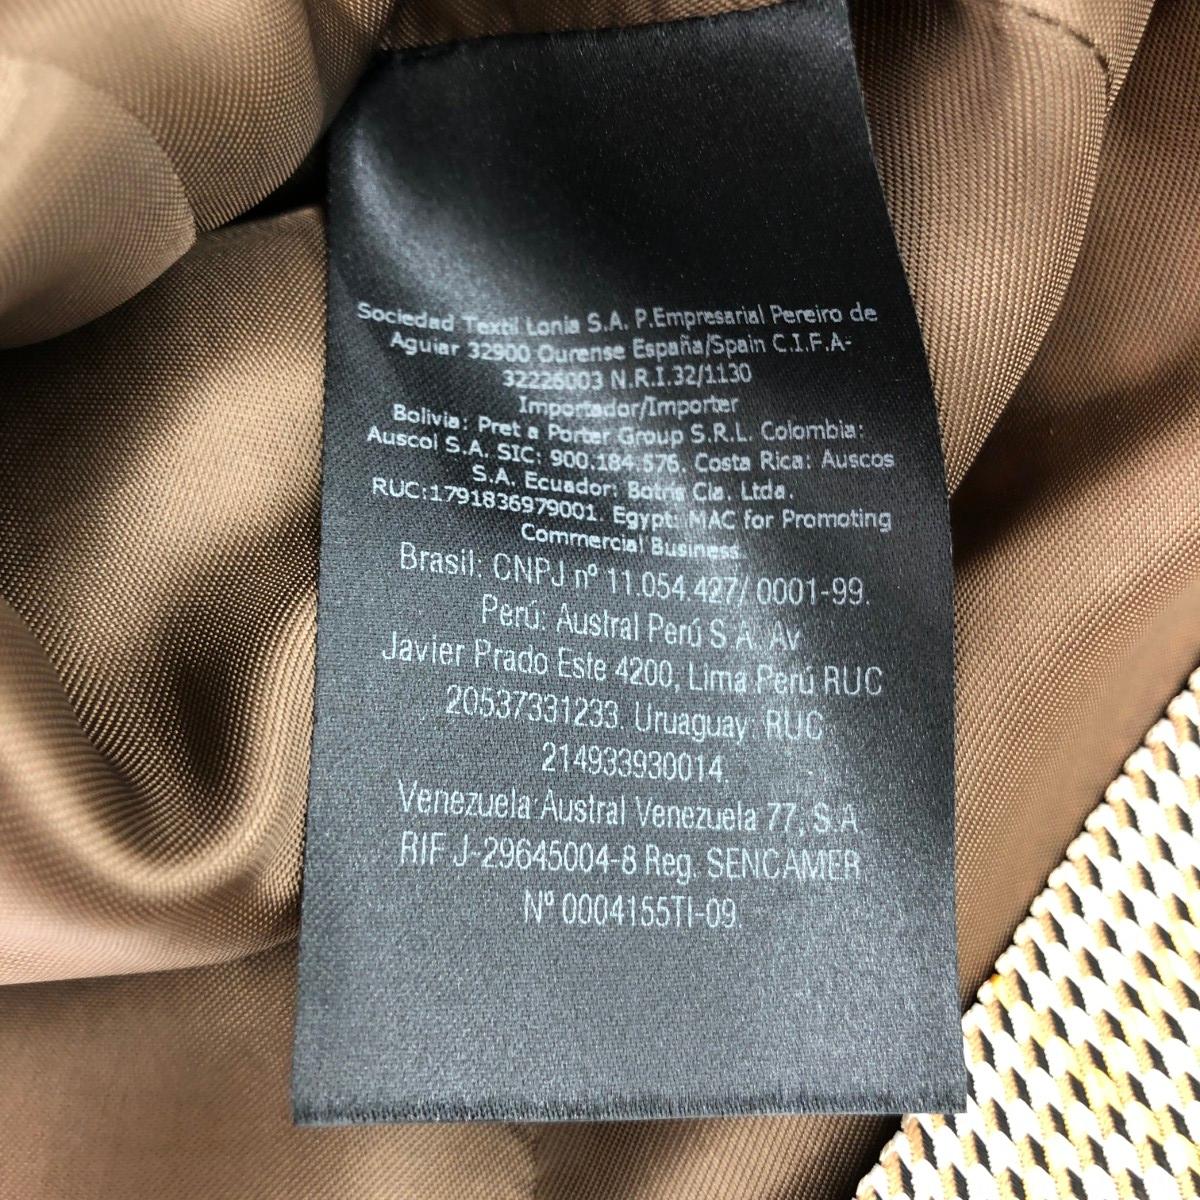 Sociedad Textil Lonia S.A. P.Empresarial Pereiro de
Aguiar 32900 Ourense España/Spain C.I.F.A-
32226003 N.R.I.32/1130
Importador/Importer
Bolivia: Pret a Porter Group S.R.L. Colombia:
Auscol S.A. SIC: 900.184.576. Costa Rica: Auscos
S.A. Ecuador: Botris Cia. Ltda.
RUC:1791836979001. Egypt: MAC for Promoting
Commercial Business.
Brasil: CNPJ nº 11.054.427/ 0001-99.
Perú: Austral Perú S.A. Av
Javier Prado Este 4200, Lima Perú RUC
20537331233. Uruaguay: RUC
214933930014.
Venezuela:Austral Venezuela 77, S.A.
RIF J-29645004-8 Reg. SENCAMER
Nº 0004155TI-09.